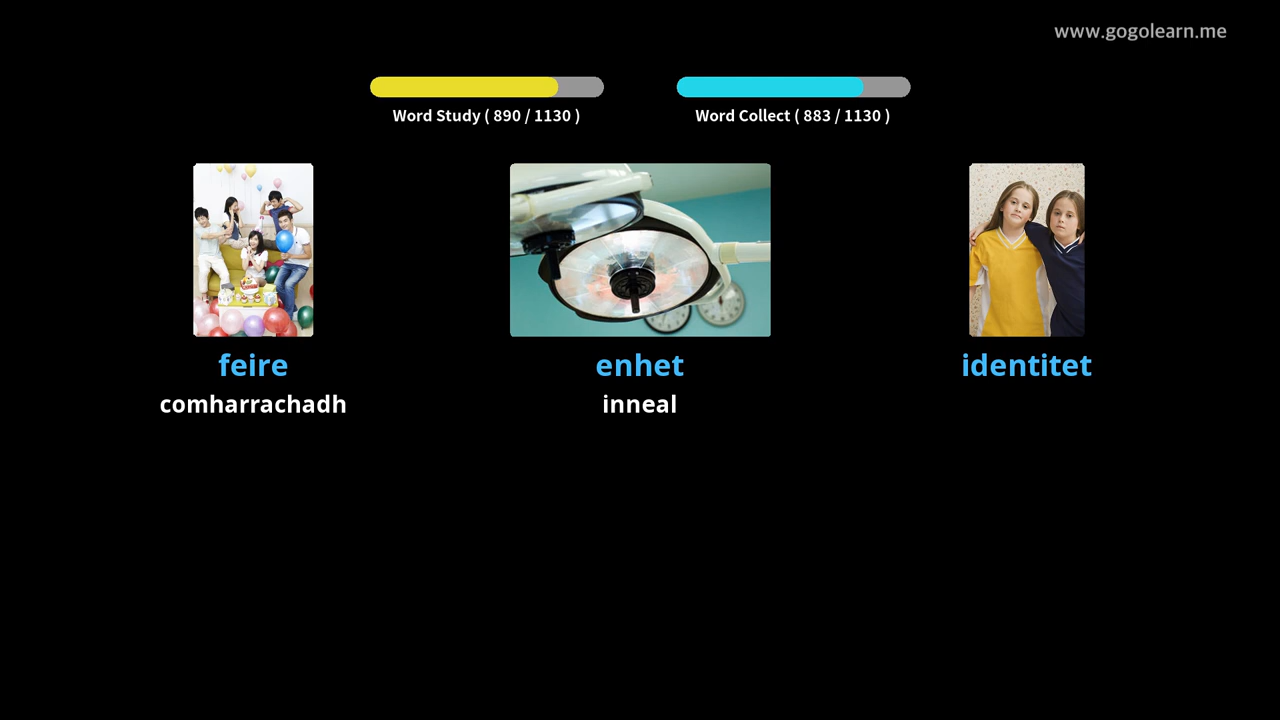 www.gogolearn.me
Word Study ( 890 / 1130 )
Word Collect ( 883 / 1130 )
feire
enhet
identitet
comharrachadh
inneal